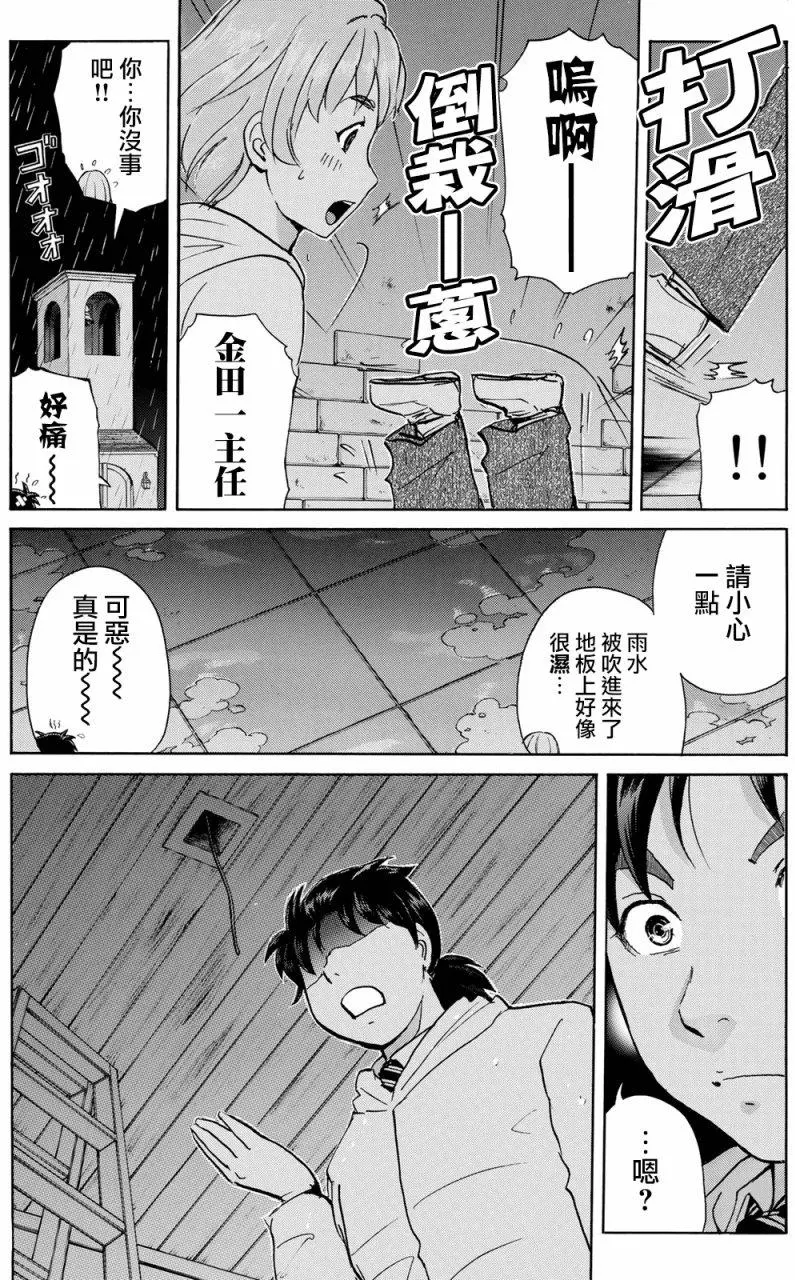 打滑
!!
嗚啊——
倒栽—蔥
金田一主任
你…你沒事
吧!!
ゴオオオォ
好痛～
請小心
一點
雨水
被吹進來了
地板上好像
很濕…
可惡～
真是的～
…嗯?